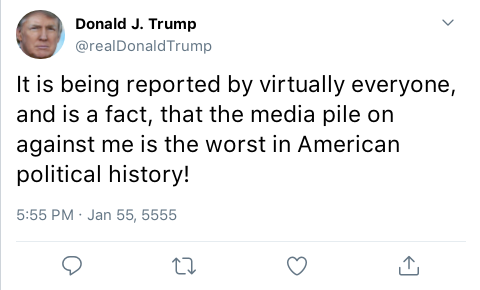 Donald J. Trump
@realDonaldTrump
It is being reported by virtually everyone,
and is a fact, that the media pile on
against me is the worst in American
political history!
5:55 PM · Jan 55, 5555